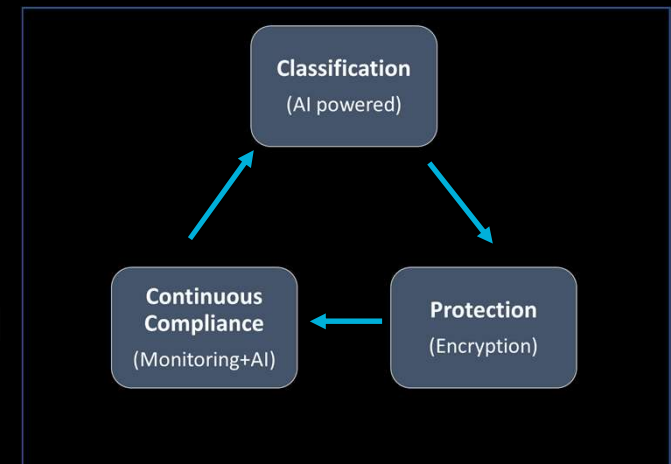 Classification
(AI powered)
Continuous
Compliance
(Monitoring+AI)
Protection
(Encryption)